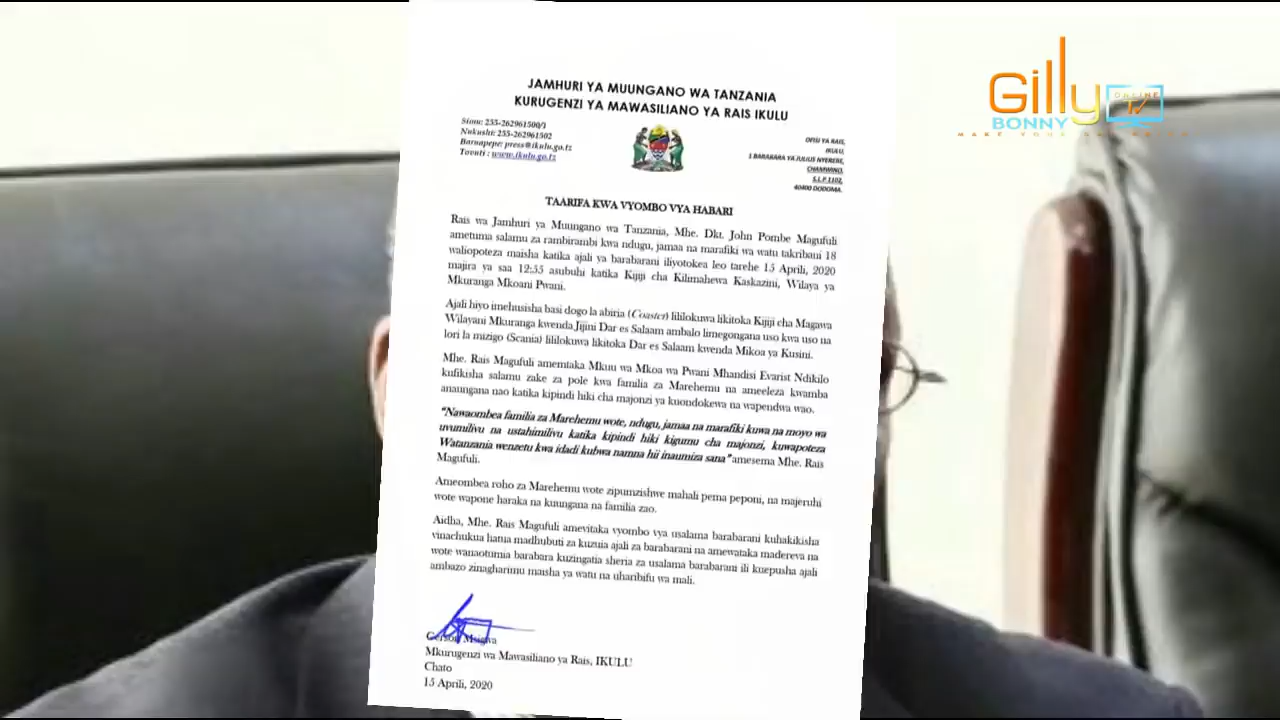 JAMHURI YA MUUNGANO WA TANZANIA
KURUGENZI YA MAWASILIANO YA RAIS IKULU
Simu: 255-262961500/1
Nukushi: 255-262961502
Baruapepe: press@ikulu.go.tz
Tovuti : www.ikulu.go.tz
OFISI YA RAIS,
IKULU,
1 BARABARA YA JULIUS NYERERE,
CHAMWINO,
S.L.P 1102,
40400 DODOMA.
TAARIFA KWA VYOMBO VYA HABARI
Rais wa Jamhuri ya Muungano wa Tanzania, Mhe. Dkt. John Pombe Magufuli
ametuma salamu za rambirambi kwa ndugu, jamaa na marafiki wa watu takribani 18
waliopoteza maisha katika ajali ya barabarani iliyotokea leo tarehe 15 Aprili, 2020
majira ya saa 12:55 asubuhi katika Kijiji cha Kilimahewa Kaskazini, Wilaya ya
Mkuranga Mkoani Pwani.
Ajali hiyo imehusisha basi dogo la abiria (Coaster) lililokuwa likitoka Kijiji cha Magawa
Wilayani Mkuranga kwenda Jijini Dar es Salaam ambalo limegongana uso kwa uso na
lori la mizigo (Scania) lililokuwa likitoka Dar es Salaam kwenda Mikoa ya Kusini.
Mhe. Rais Magufuli amemtaka Mkuu wa Mkoa wa Pwani Mhandisi Evarist Ndikilo
kufikisha salamu zake za pole kwa familia za Marehemu na ameeleza kwamba
anaungana nao katika kipindi hiki cha majonzi ya kuondokewa na wapendwa wao.
"Nawaombea familia za Marehemu wote, ndugu, jamaa na marafiki kuwa na moyo wa
uvumilivu na ustahimilivu katika kipindi hiki kigumu cha majonzi, kuwapoteza
Watanzania wenzetu kwa idadi kubwa namna hii inaumiza sana" amesema Mhe. Rais
Magufuli.
Ameombea roho za Marehemu wote zipumzishwe mahali pema peponi, na majeruhi
wote wapone haraka na kuungana na familia zao.
Aidha, Mhe. Rais Magufuli amevitaka vyombo vya usalama barabarani kuhakikisha
vinachukua hatua madhubuti za kuzuia ajali za barabarani na amewataka madereva na
wote wanaotumia barabara kuzingatia sheria za usalama barabarani ili kuepusha ajali
ambazo zinagharimu maisha ya watu na uharibifu wa mali.
Gerson Msigwa
Mkurugenzi wa Mawasiliano ya Rais, IKULU
Chato
15 Aprili, 2020
Gilly
BONNY
ONLINE
TV